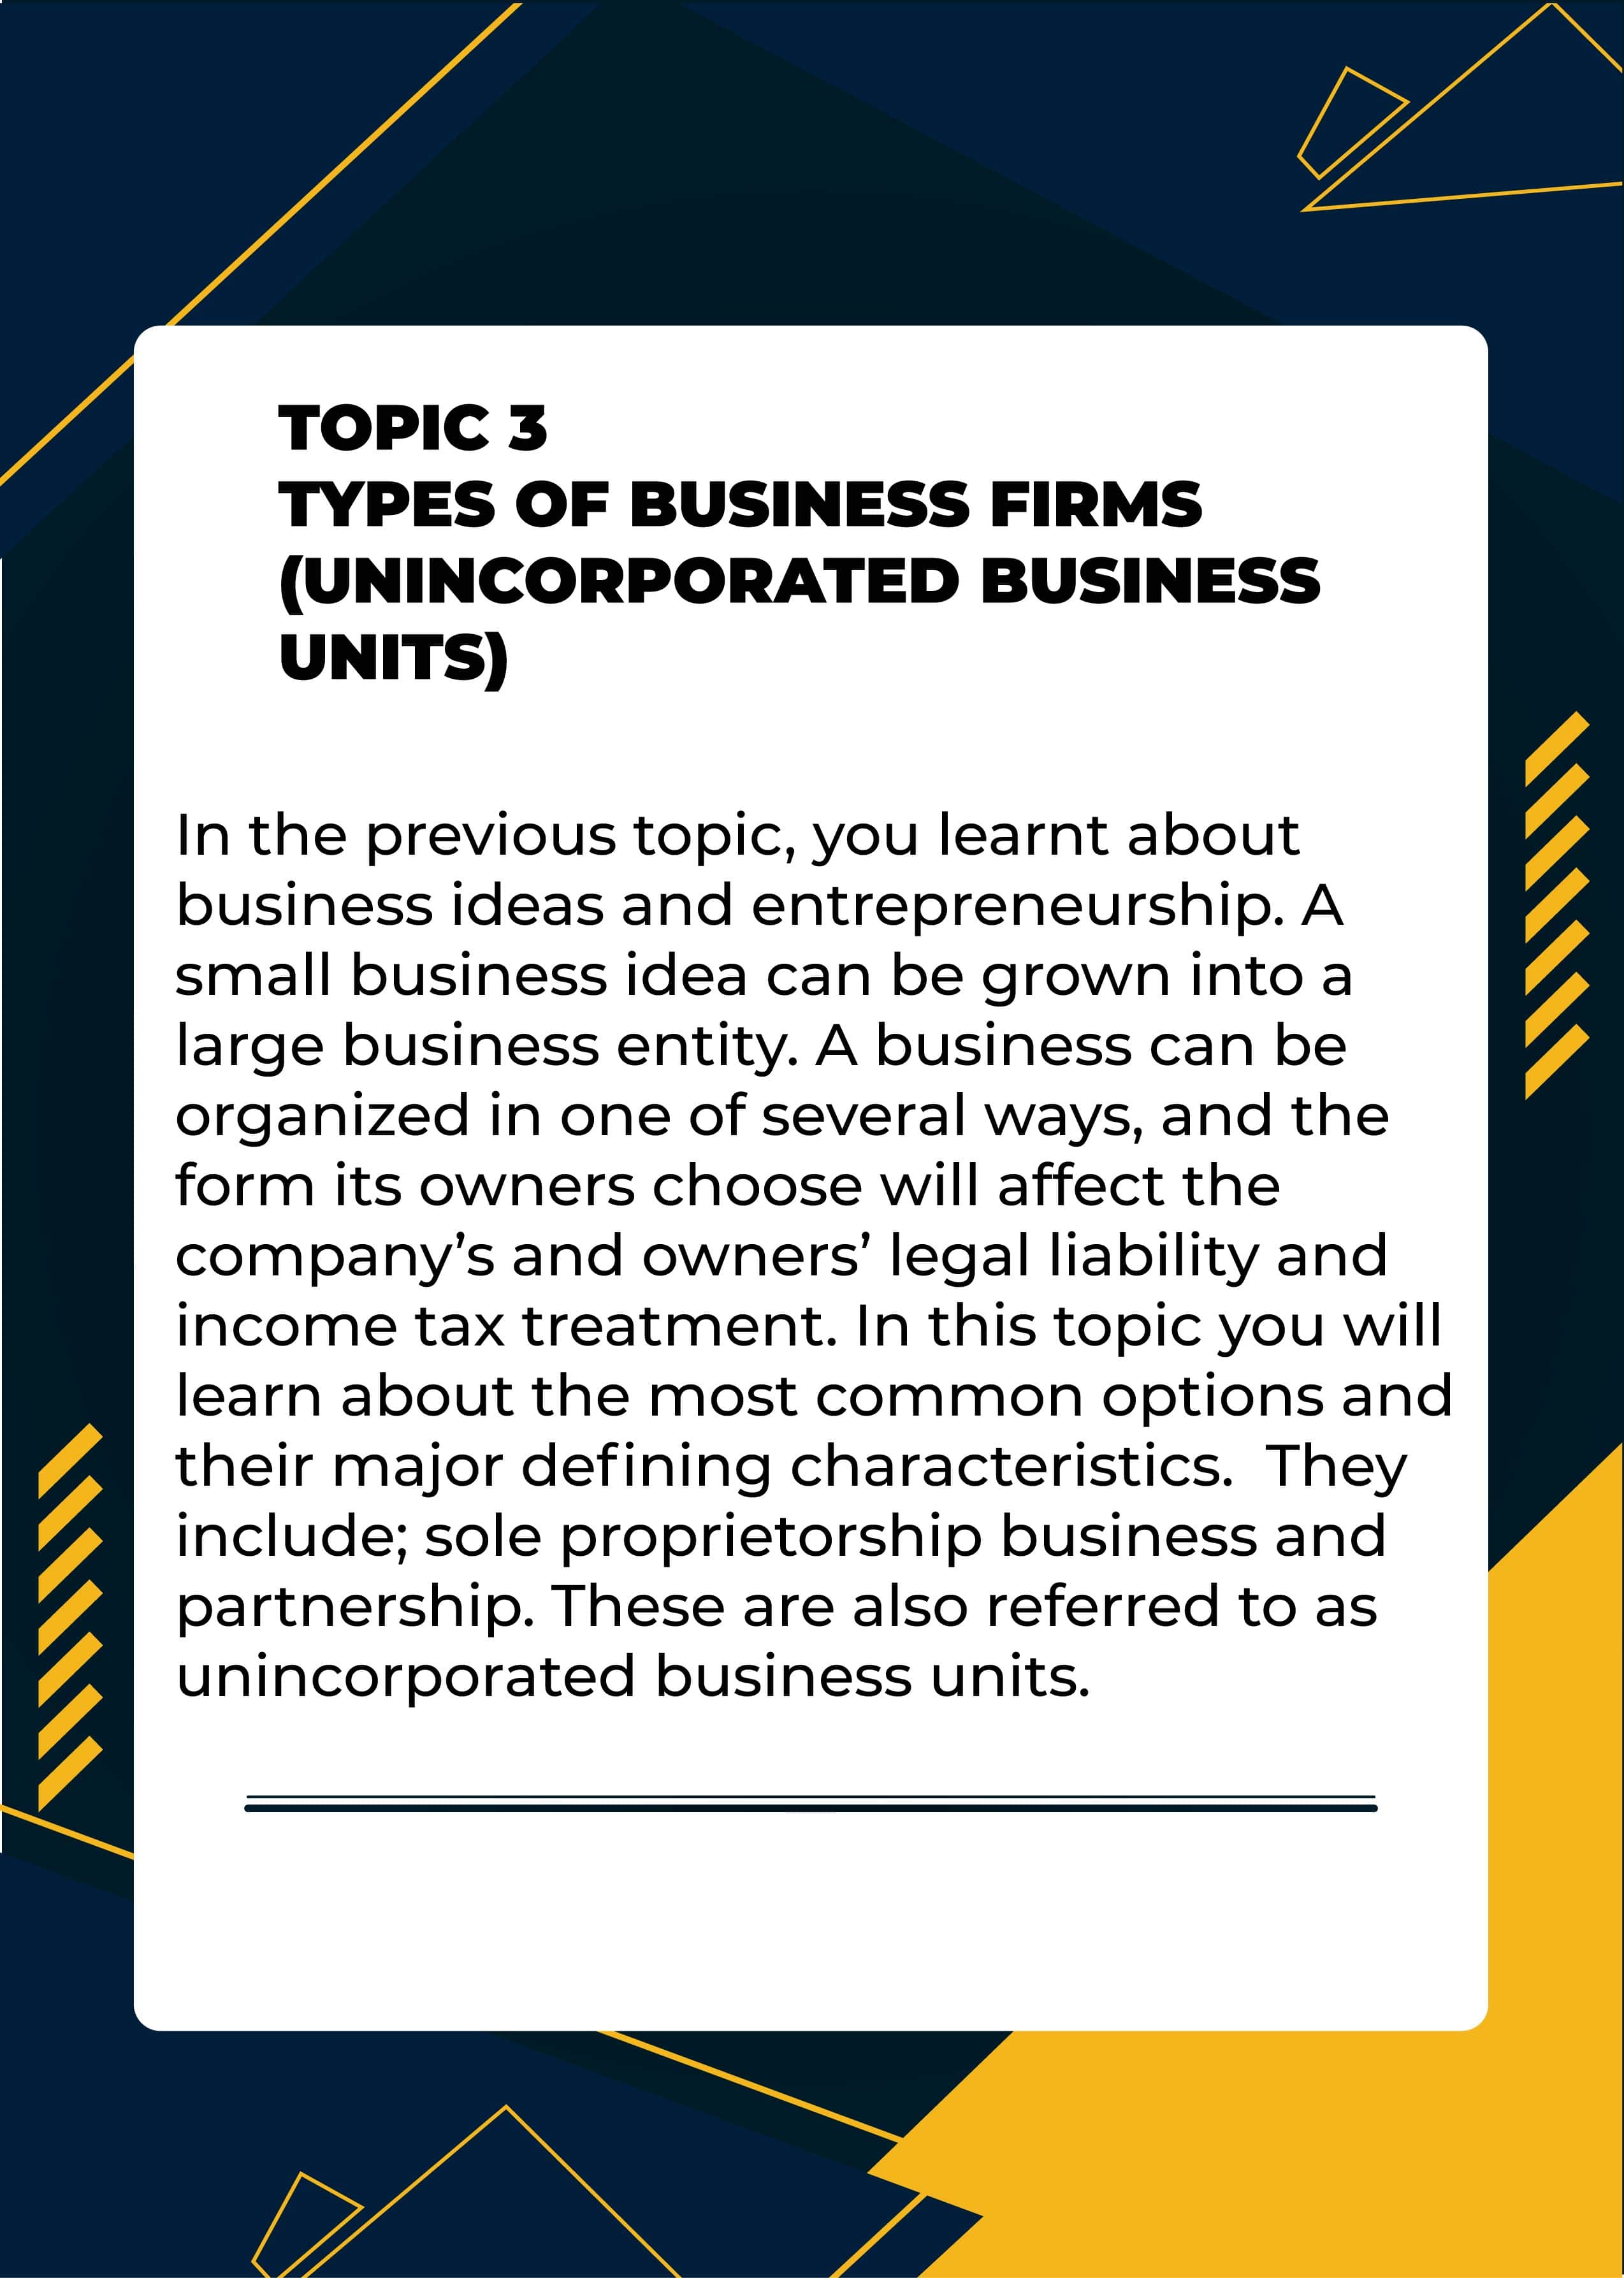 TOPIC 3
TYPES OF BUSINESS FIRMS
(UNINCORPORATED BUSINESS
UNITS)
In the previous topic, you learnt about
business ideas and entrepreneurship. A
small business idea can be grown into a
large business entity. A business can be
organized in one of several ways, and the
form its owners choose will affect the
company’s and owners’ legal liability and
income tax treatment. In this topic you will
learn about the most common options and
their major defining characteristics.  They
include; sole proprietorship business and
partnership. These are also referred to as
unincorporated business units.